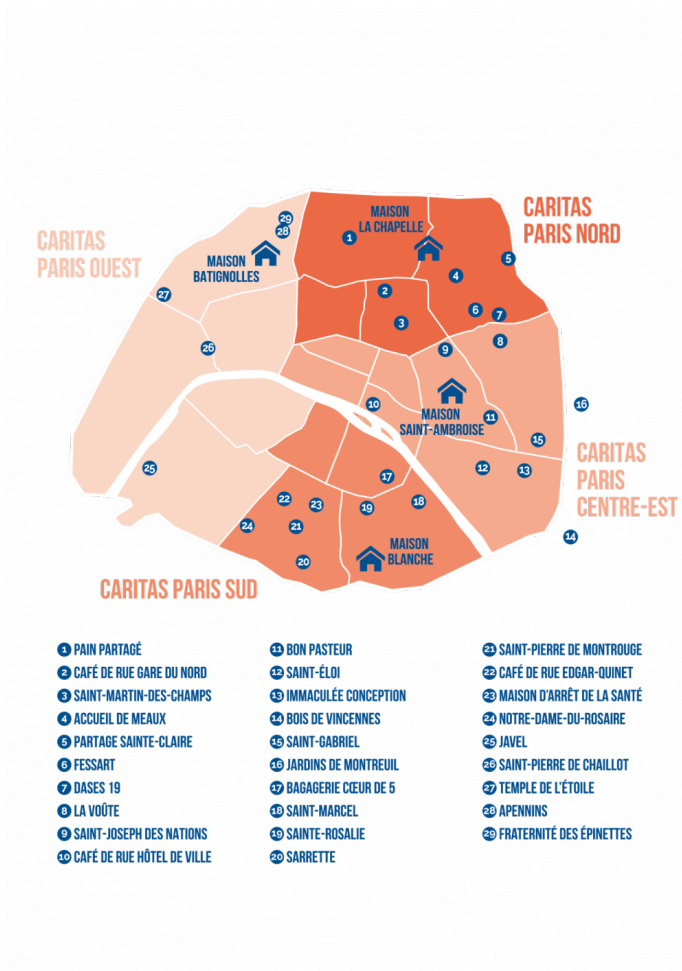 CARITAS
PARIS NORD
MAISON
LA CHAPELLE
CARITAS
PARIS OUEST
MAISON
BATIGNOLLES
29
28
1
5
4
27
2
6
7
3
8
26
9
10
16
MAISON
SAINT-AMBROISE
11
15
CARITAS
PARIS
CENTRE-EST
25
12
13
17
22
23
19
18
24
21
14
MAISON
BLANCHE
20
CARITAS PARIS SUD
1 PAIN PARTAGÉ
2 CAFÉ DE RUE GARE DU NORD
3 SAINT-MARTIN-DES-CHAMPS
4 ACCUEIL DE MEAUX
5 PARTAGE SAINTE-CLAIRE
6 FESSART
7 DASES 19
8 LA VOÛTE
9 SAINT-JOSEPH DES NATIONS
10 CAFÉ DE RUE HÔTEL DE VILLE
11 BON PASTEUR
12 SAINT-ÉLOI
13 IMMACULÉE CONCEPTION
14 BOIS DE VINCENNES
15 SAINT-GABRIEL
16 JARDINS DE MONTREUIL
17 BAGAGERIE CŒUR DE 5
18 SAINT-MARCEL
19 SAINTE-ROSALIE
20 SARRETTE
21 SAINT-PIERRE DE MONTROUGE
22 CAFÉ DE RUE EDGAR-QUINET
23 MAISON D'ARRÊT DE LA SANTÉ
24 NOTRE-DAME-DU-ROSAIRE
25 JAVEL
26 SAINT-PIERRE DE CHAILLOT
27 TEMPLE DE L'ÉTOILE
28 APENNINS
29 FRATERNITÉ DES ÉPINETTES